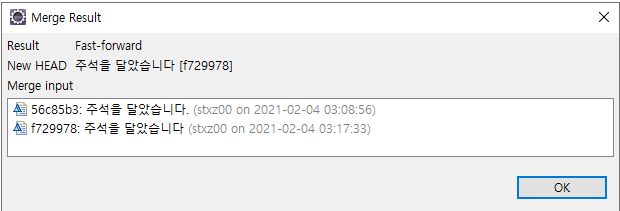 Merge Result
Result Fast-forward
New HEAD 주석을 달았습니다 [f729978]
Merge input
56c85b3: 주석을 달았습니다. (stxz00 on 2021-02-04 03:08:56)
f729978: 주석을 달았습니다 (stxz00 on 2021-02-04 03:17:33)
OK